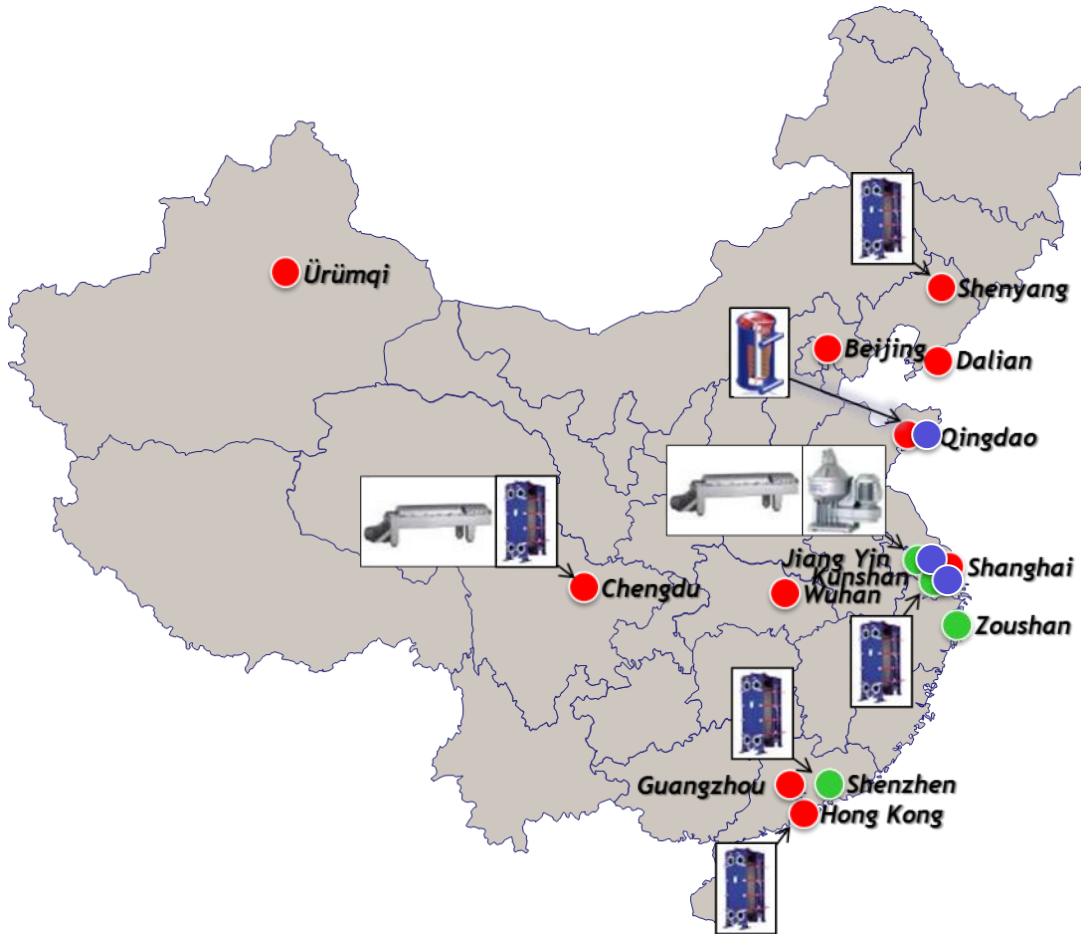 Ürümqi
Shenyang
Beijing
Dalian
Qingdao
Jiang Yin
Shanghai
Kunshan
Chengdu
Wuhan
Zoushan
Guangzhou
Shenzhen
Hong Kong